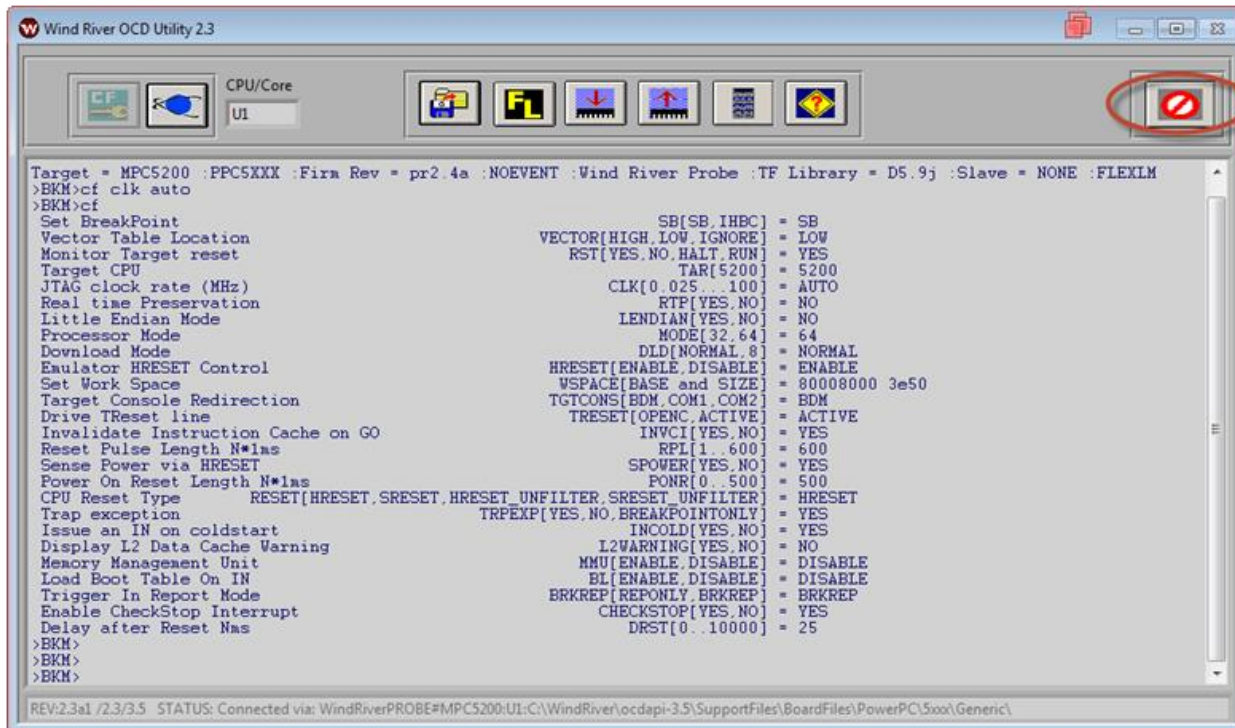 Wind River OCD Utility 2.3
CF
CPU/Core
U1
FL
?
Target = MPC5200 :PPC5XXX :Firm Rev = pr2.4a :NOEVENT :Wind River Probe :TF Library = D5.9j :Slave = NONE :FLEXLM
>BKM>cf clk auto
>BKM>cf
Set BreakPoint SB[SB,IHBC] = SB
Vector Table Location VECTOR[HIGH,LOW,IGNORE] = LOW
Monitor Target reset RST[YES,NO,HALT,RUN] = YES
Target CPU TAR[5200] = 5200
JTAG clock rate (MHz) CLK[0.025...100] = AUTO
Real time Preservation RTP[YES,NO] = NO
Little Endian Mode LENDIAN[YES,NO] = NO
Processor Mode MODE[32,64] = 64
Download Mode DLD[NORMAL,8] = NORMAL
Emulator HRESET Control HRESET[ENABLE,DISABLE] = ENABLE
Set Work Space WSPACE[BASE and SIZE] = 80008000 3e50
Target Console Redirection TGTCONS[BDM,COM1,COM2] = BDM
Drive TReset line TRESET[OPENC,ACTIVE] = ACTIVE
Invalidate Instruction Cache on GO INVCI[YES,NO] = YES
Reset Pulse Length N*1ms RPL[1..600] = 600
Sense Power via HRESET SPOWER[YES,NO] = YES
Power On Reset Length N*1ms PONR[0..500] = 500
CPU Reset Type RESET[HRESET,SRESET,HRESET_UNFILTER,SRESET_UNFILTER] = HRESET
Trap exception TRPEXP[YES,NO,BREAKPOINTONLY] = YES
Issue an IN on coldstart INCOLD[YES,NO] = YES
Display L2 Data Cache Warning L2WARNING[YES,NO] = NO
Memory Management Unit MMU[ENABLE,DISABLE] = DISABLE
Load Boot Table On IN BL[ENABLE,DISABLE] = DISABLE
Trigger In Report Mode BRKREP[REPONLY,BRKREP] = BRKREP
Enable CheckStop Interrupt CHECKSTOP[YES,NO] = YES
Delay after Reset Nms DRST[0..10000] = 25
>BKM>
>BKM>
>BKM>
REV:2.3a1 /2.3/3.5 STATUS: Connected via: WindRiverPROBE#MPC5200:U1:C:\WindRiver\ocdapi-3.5\SupportFiles\BoardFiles\PowerPC\5xxx\Generic\